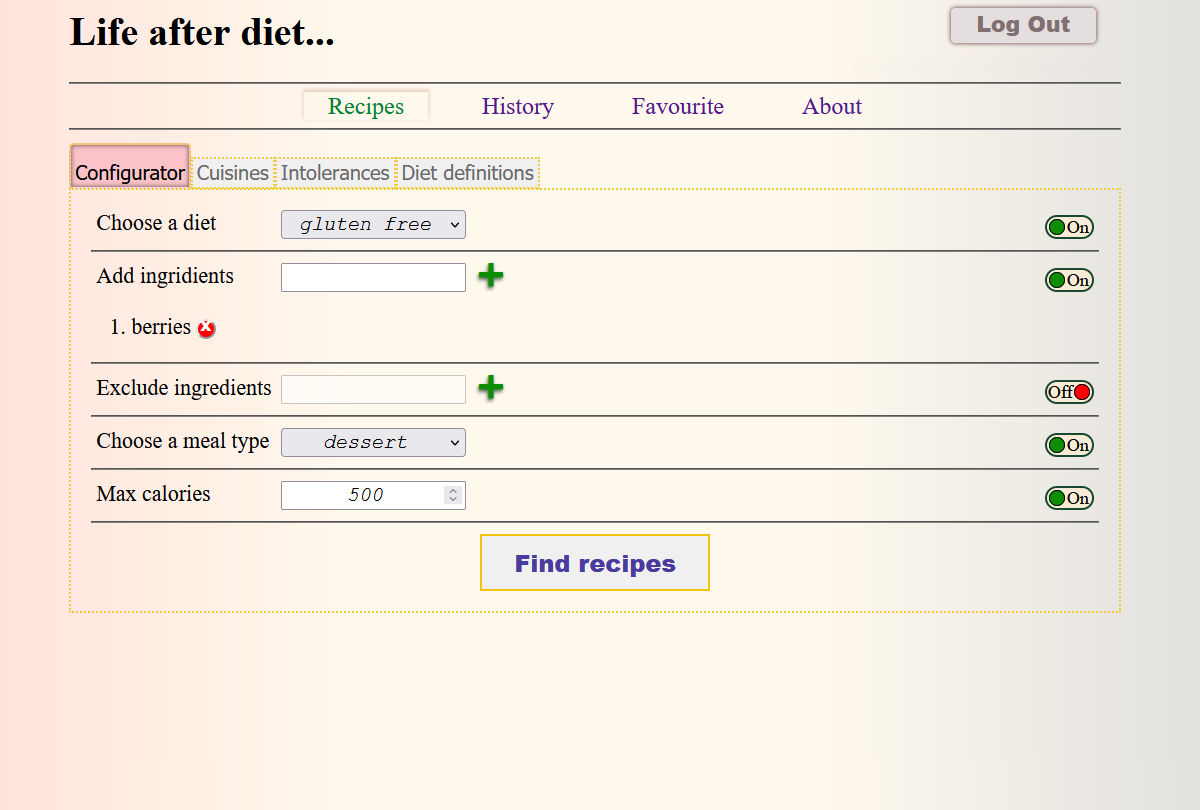 Life after diet...
Log Out
Recipes History Favourite About
Configurator Cuisines Intolerances Diet definitions
Choose a diet gluten free On
Add ingridients On
1. berries x
Exclude ingredients Off
Choose a meal type dessert On
Max calories 500 On
Find recipes